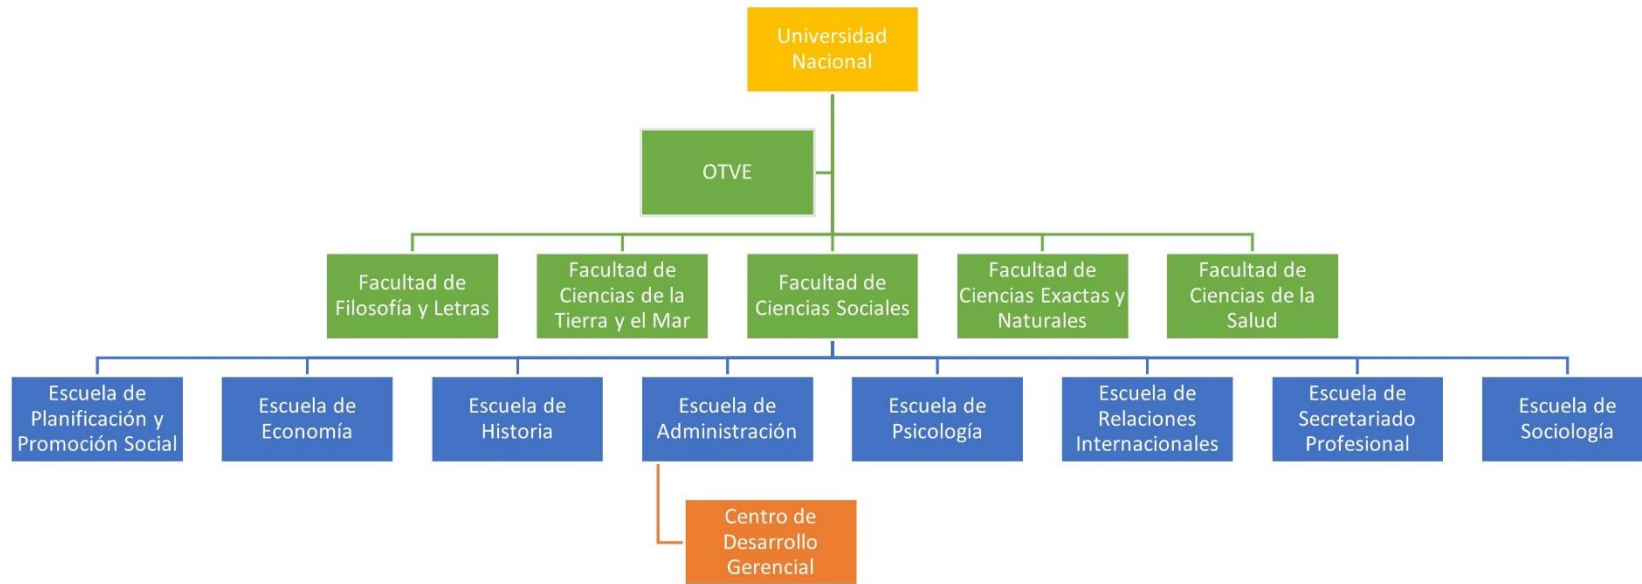 Universidad
Nacional
OTVE
Facultad de
Filosofía y Letras
Facultad de
Ciencias de la
Tierra y el Mar
Facultad de
Ciencias Sociales
Facultad de
Ciencias Exactas y
Naturales
Facultad de
Ciencias de la
Salud
Escuela de
Planificación y
Promoción Social
Escuela de
Economía
Escuela de
Historia
Escuela de
Administración
Escuela de
Psicología
Escuela de
Relaciones
Internacionales
Escuela de
Secretariado
Profesional
Escuela de
Sociología
Centro de
Desarrollo
Gerencial